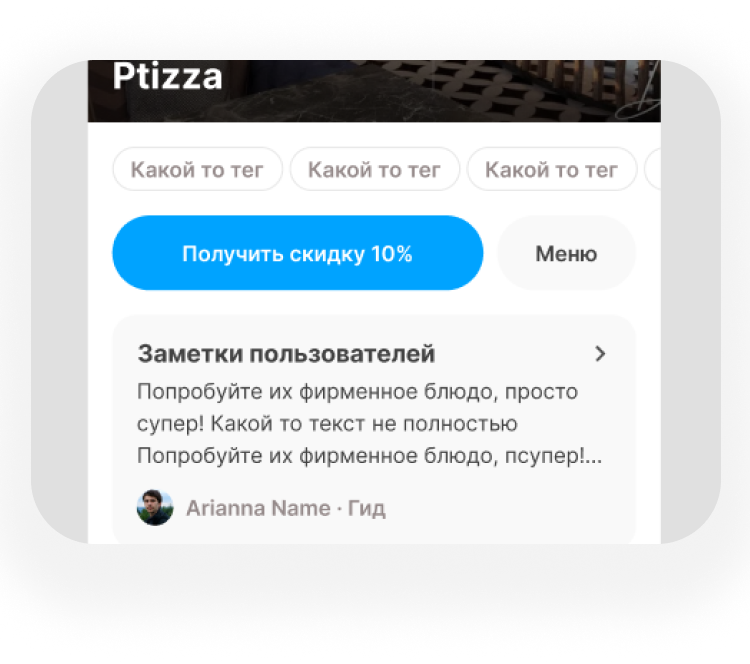 Ptizza
Какой то тег
Какой то тег
Какой то тег
Получить скидку 10%
Меню
Заметки пользователей
Попробуйте их фирменное блюдо, просто
супер! Какой то текст не полностью
Попробуйте их фирменное блюдо, псупер!...
Arianna Name · Гид